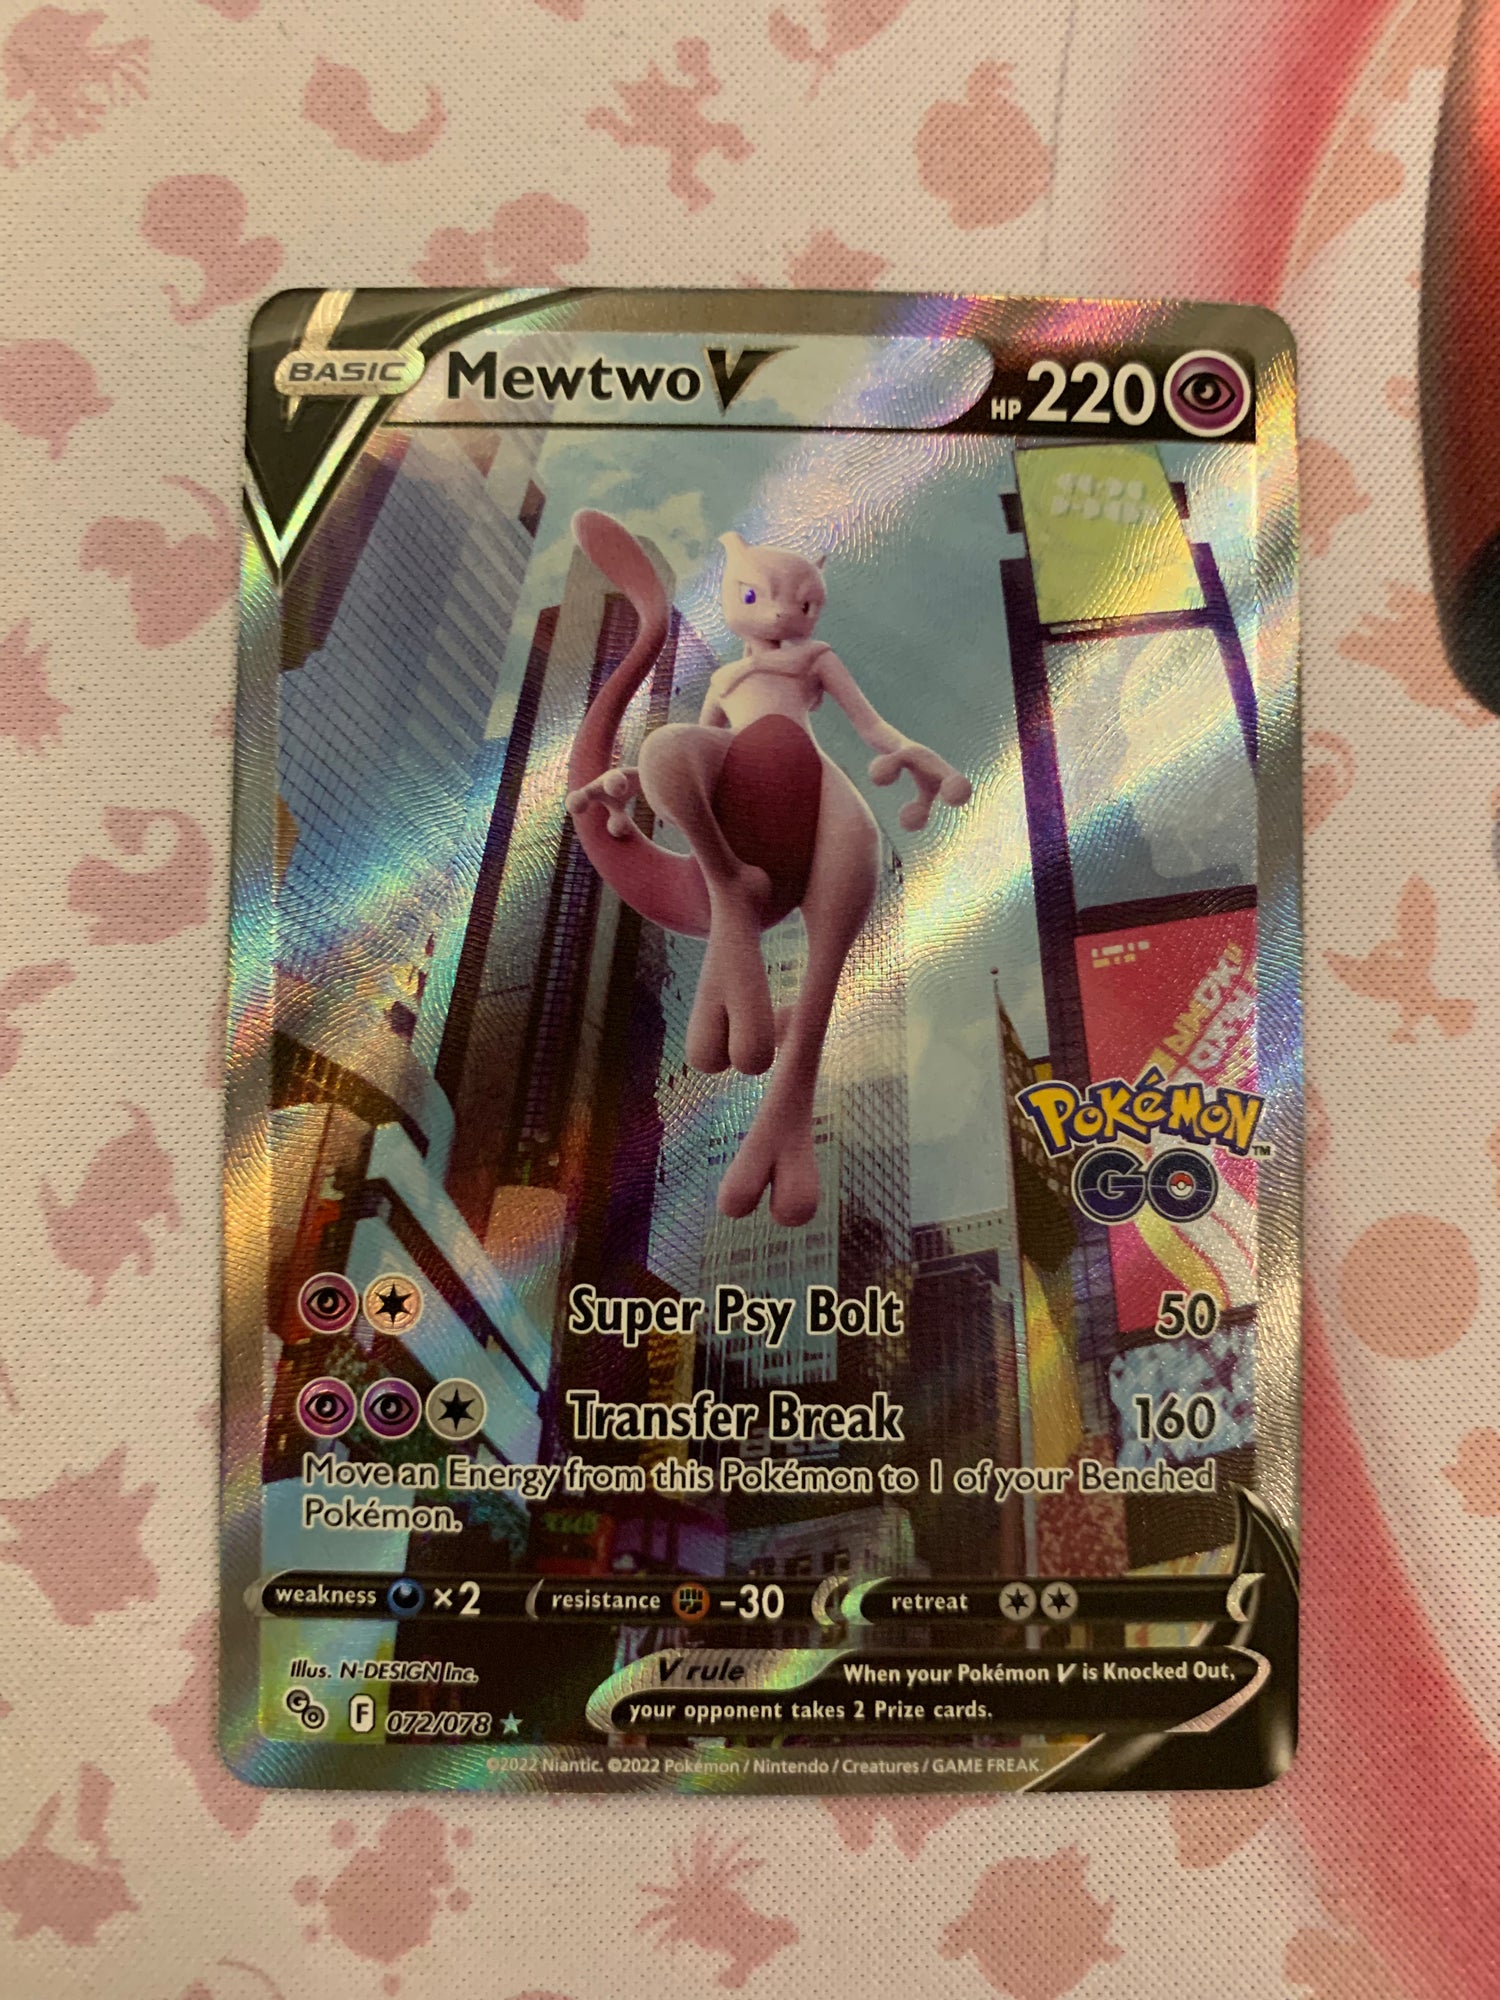 BASIC Mewtwo V HP 220
POKéMON™
GO
Super Psy Bolt 50
Transfer Break 160
Move an Energy from this Pokémon to 1 of your Benched
Pokémon.
weakness ×2 resistance -30 retreat
Illus. N-DESIGN Inc.
V rule When your Pokémon V is Knocked Out,
your opponent takes 2 Prize cards.
GO F 072/078
©2022 Niantic. ©2022 Pokémon / Nintendo / Creatures / GAME FREAK.